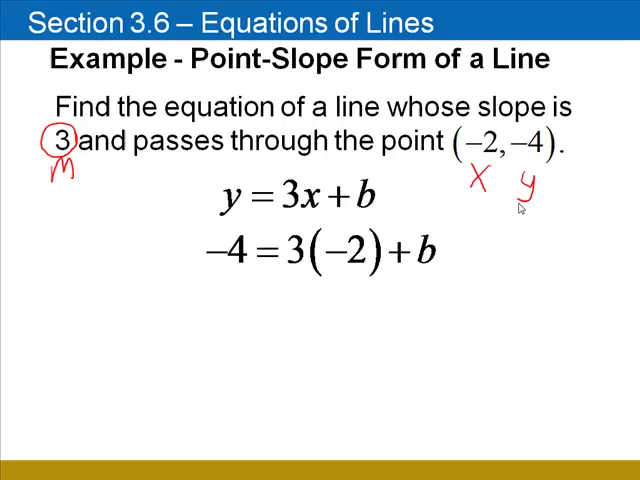 Section 3.6 – Equations of Lines
Example - Point-Slope Form of a Line
Find the equation of a line whose slope is
3 and passes through the point (−2, −4).
m x y
y = 3x + b
−4 = 3(−2) + b